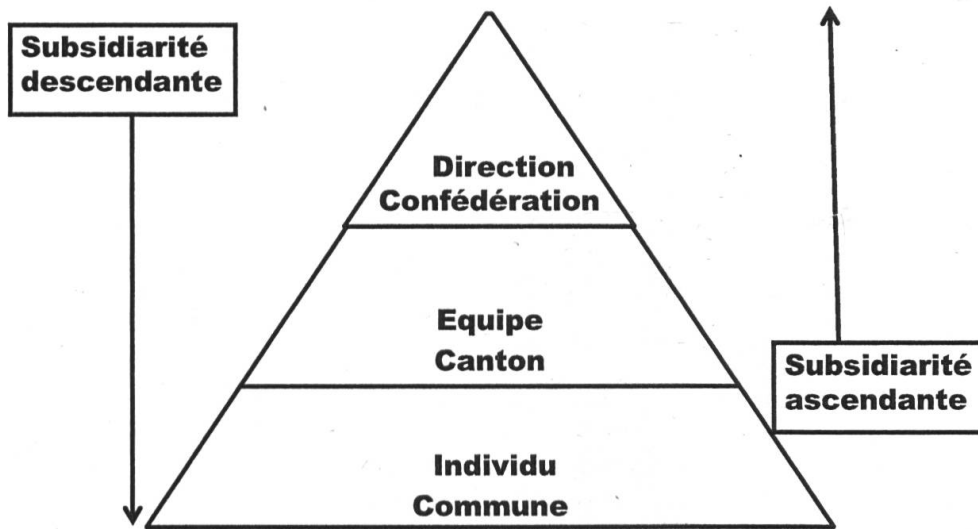 Subsidiarité
descendante
Direction
Confédération
Equipe
Canton
Subsidiarité
ascendante
Individu
Commune